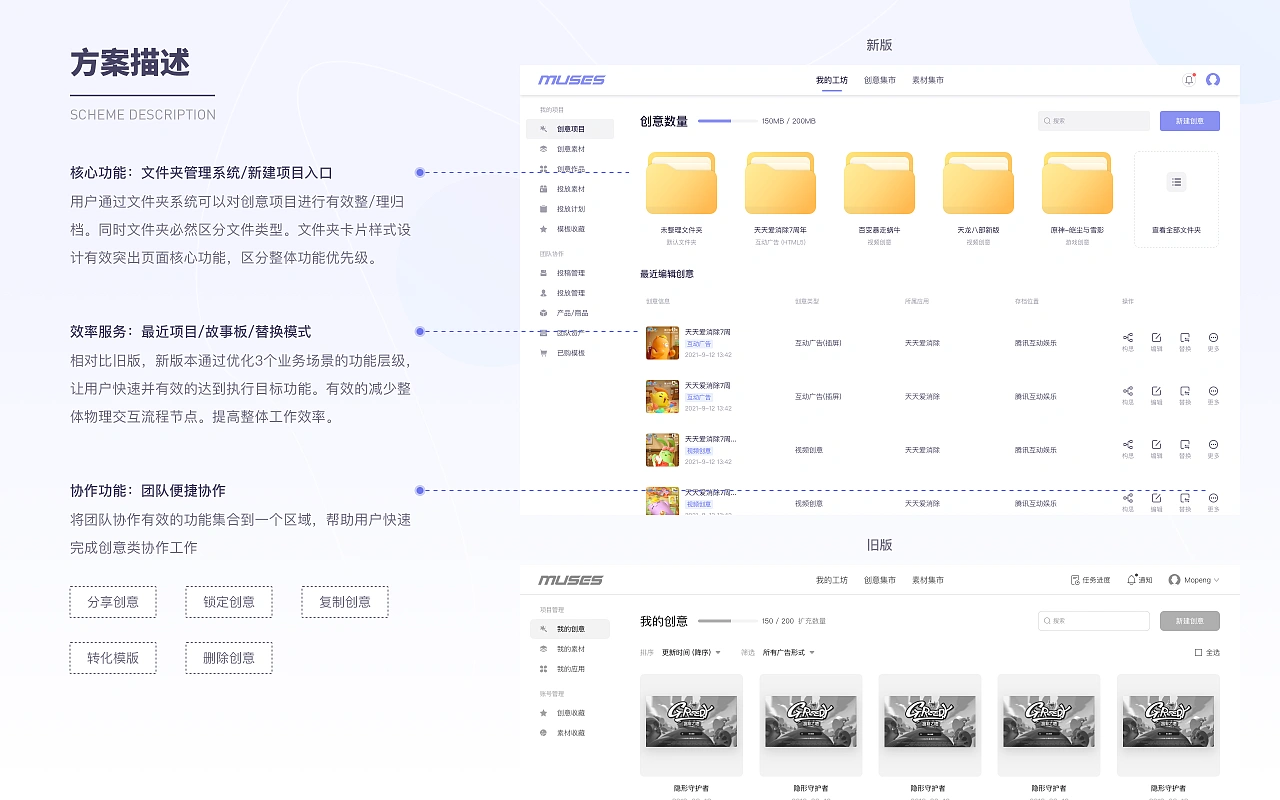 方案描述
SCHEME DESCRIPTION
核心功能：文件夹管理系统/新建项目入口
用户通过文件夹系统可以对创意项目进行有效整/理归
档。同时文件夹必然区分文件类型。文件夹卡片样式设
计有效突出页面核心功能，区分整体功能优先级。
效率服务：最近项目/故事板/替换模式
相对比旧版，新版本通过优化3个业务场景的功能层级，
让用户快速并有效的达到执行目标功能。有效的减少整
体物理交互流程节点。提高整体工作效率。
协作功能：团队便捷协作
将团队协作有效的功能集合到一个区域，帮助用户快速
完成创意类协作工作
分享创意 锁定创意 复制创意
转化模版 删除创意
新版
MUSES 我的工坊 创意集市 素材集市
我的项目
创意项目
创意素材
创意作品
投放素材
投放计划
模板收藏
团队协作
投稿管理
投放管理
产品/商品
团队资产
已购模板
创意数量 150MB / 200MB 搜索 新建创意
未整理文件夹 天天爱消除7周年 百变暴走蜗牛 天龙八部新版 原神-皑尘与雪影 查看全部文件夹
默认文件夹 互动广告 (HTML5) 视频创意 视频创意 游戏创意
最近编辑创意
创意信息 创意类型 所属应用 存档位置 操作
天天爱消除7周
互动广告
2021-9-12 13:42
互动广告(插屏) 天天爱消除 腾讯互动娱乐 构思 编辑 替换 更多
天天爱消除7周
互动广告
2021-9-12 13:42
互动广告(插屏) 天天爱消除 腾讯互动娱乐 构思 编辑 替换 更多
天天爱消除7周...
视频创意
2021-9-12 13:42
视频创意 天天爱消除 腾讯互动娱乐 构思 编辑 替换 更多
天天爱消除7周...
视频创意
2021-9-12 13:42
视频创意 天天爱消除 腾讯互动娱乐 构思 编辑 替换 更多
旧版
MUSES 我的工坊 创意集市 素材集市 任务进度 通知 Mopeng
项目管理
我的创意
我的素材
我的应用
账号管理
创意收藏
素材收藏
我的创意 150 / 200 扩充数量 搜索 新建创意
排序 更新时间 (降序) 筛选 所有广告形式 全选
GREEDY GREEDY GREEDY GREEDY GREEDY
隐形守护者 隐形守护者 隐形守护者 隐形守护者 隐形守护者